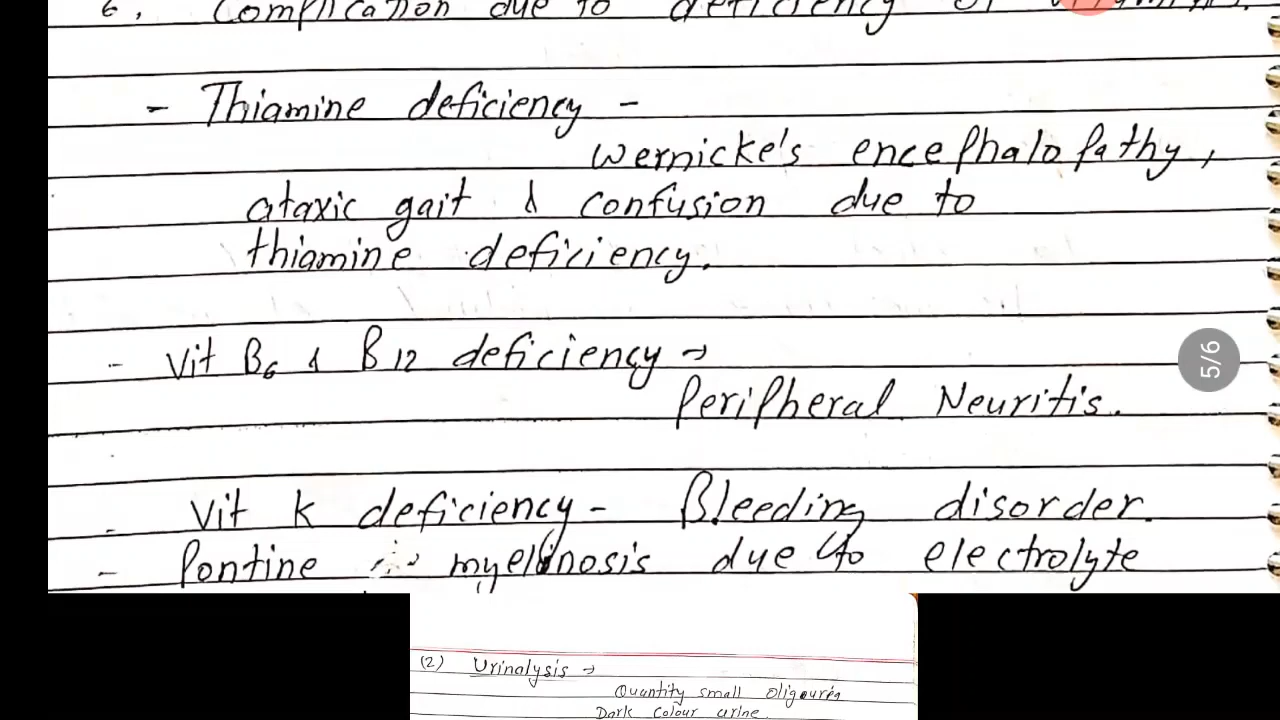 6. Complication due to deficiency of vitamins.
- Thiamine deficiency -
Wernicke's encephalopathy,
ataxic gait & confusion due to
thiamine deficiency.
- Vit B6 & B12 deficiency →
Peripheral Neuritis.
5/6
- Vit K deficiency - Bleeding disorder.
- Pontine myelinosis due to electrolyte
(2) Urinalysis →
Quantity small oligouria
Dark colour urine.